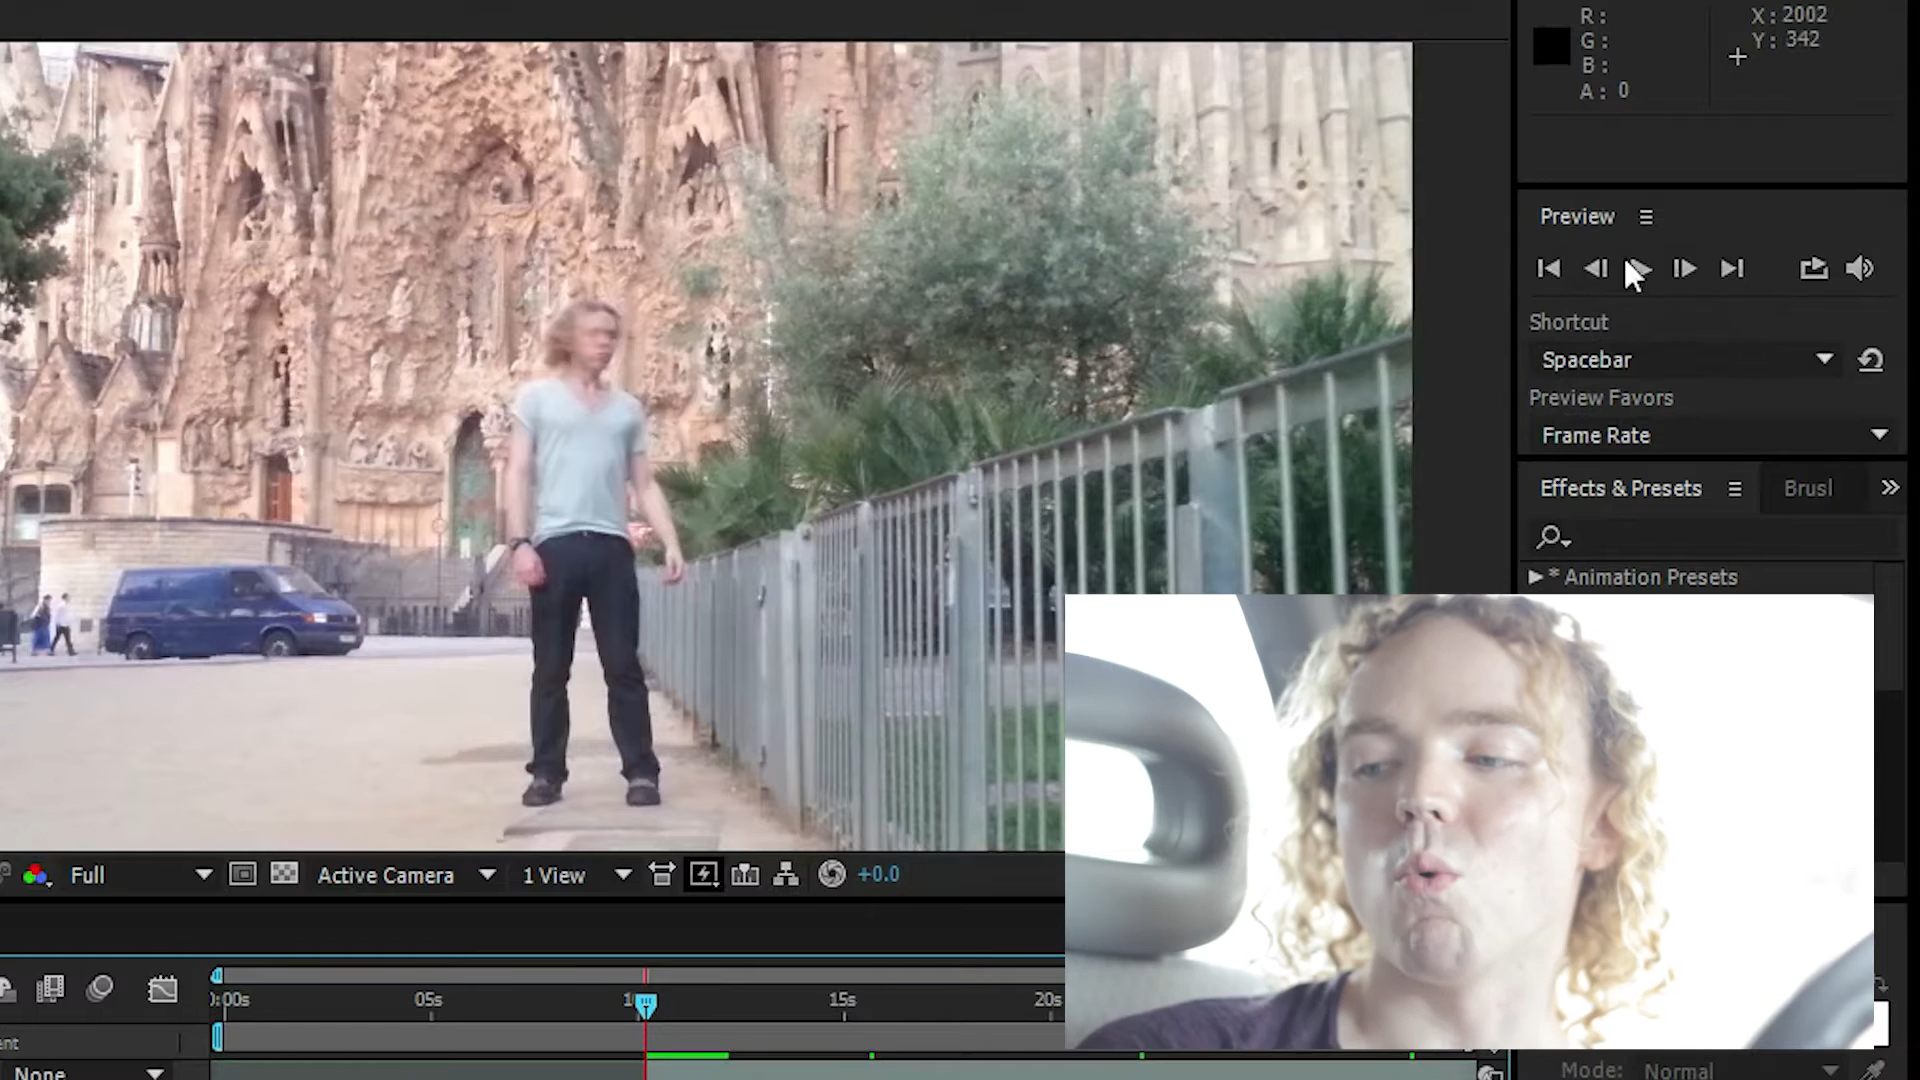 R :
X : 2002
G :
Y : 342
B :
A : 0
Preview
Shortcut
Spacebar
Preview Favors
Frame Rate
Effects & Presets
Brusl
* Animation Presets
Full
Active Camera
1 View
+0.0
):00s
05s
15s
20s
None
Mode:
Normal